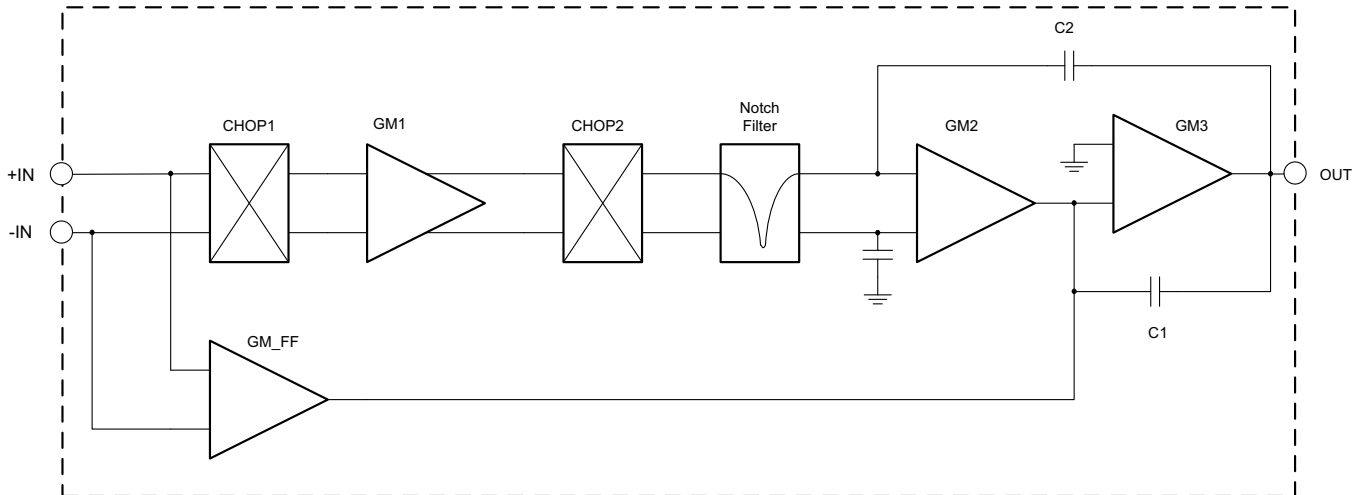 C2
CHOP1
GM1
CHOP2
Notch
Filter
GM2
GM3
+IN
-IN
OUT
C1
GM_FF